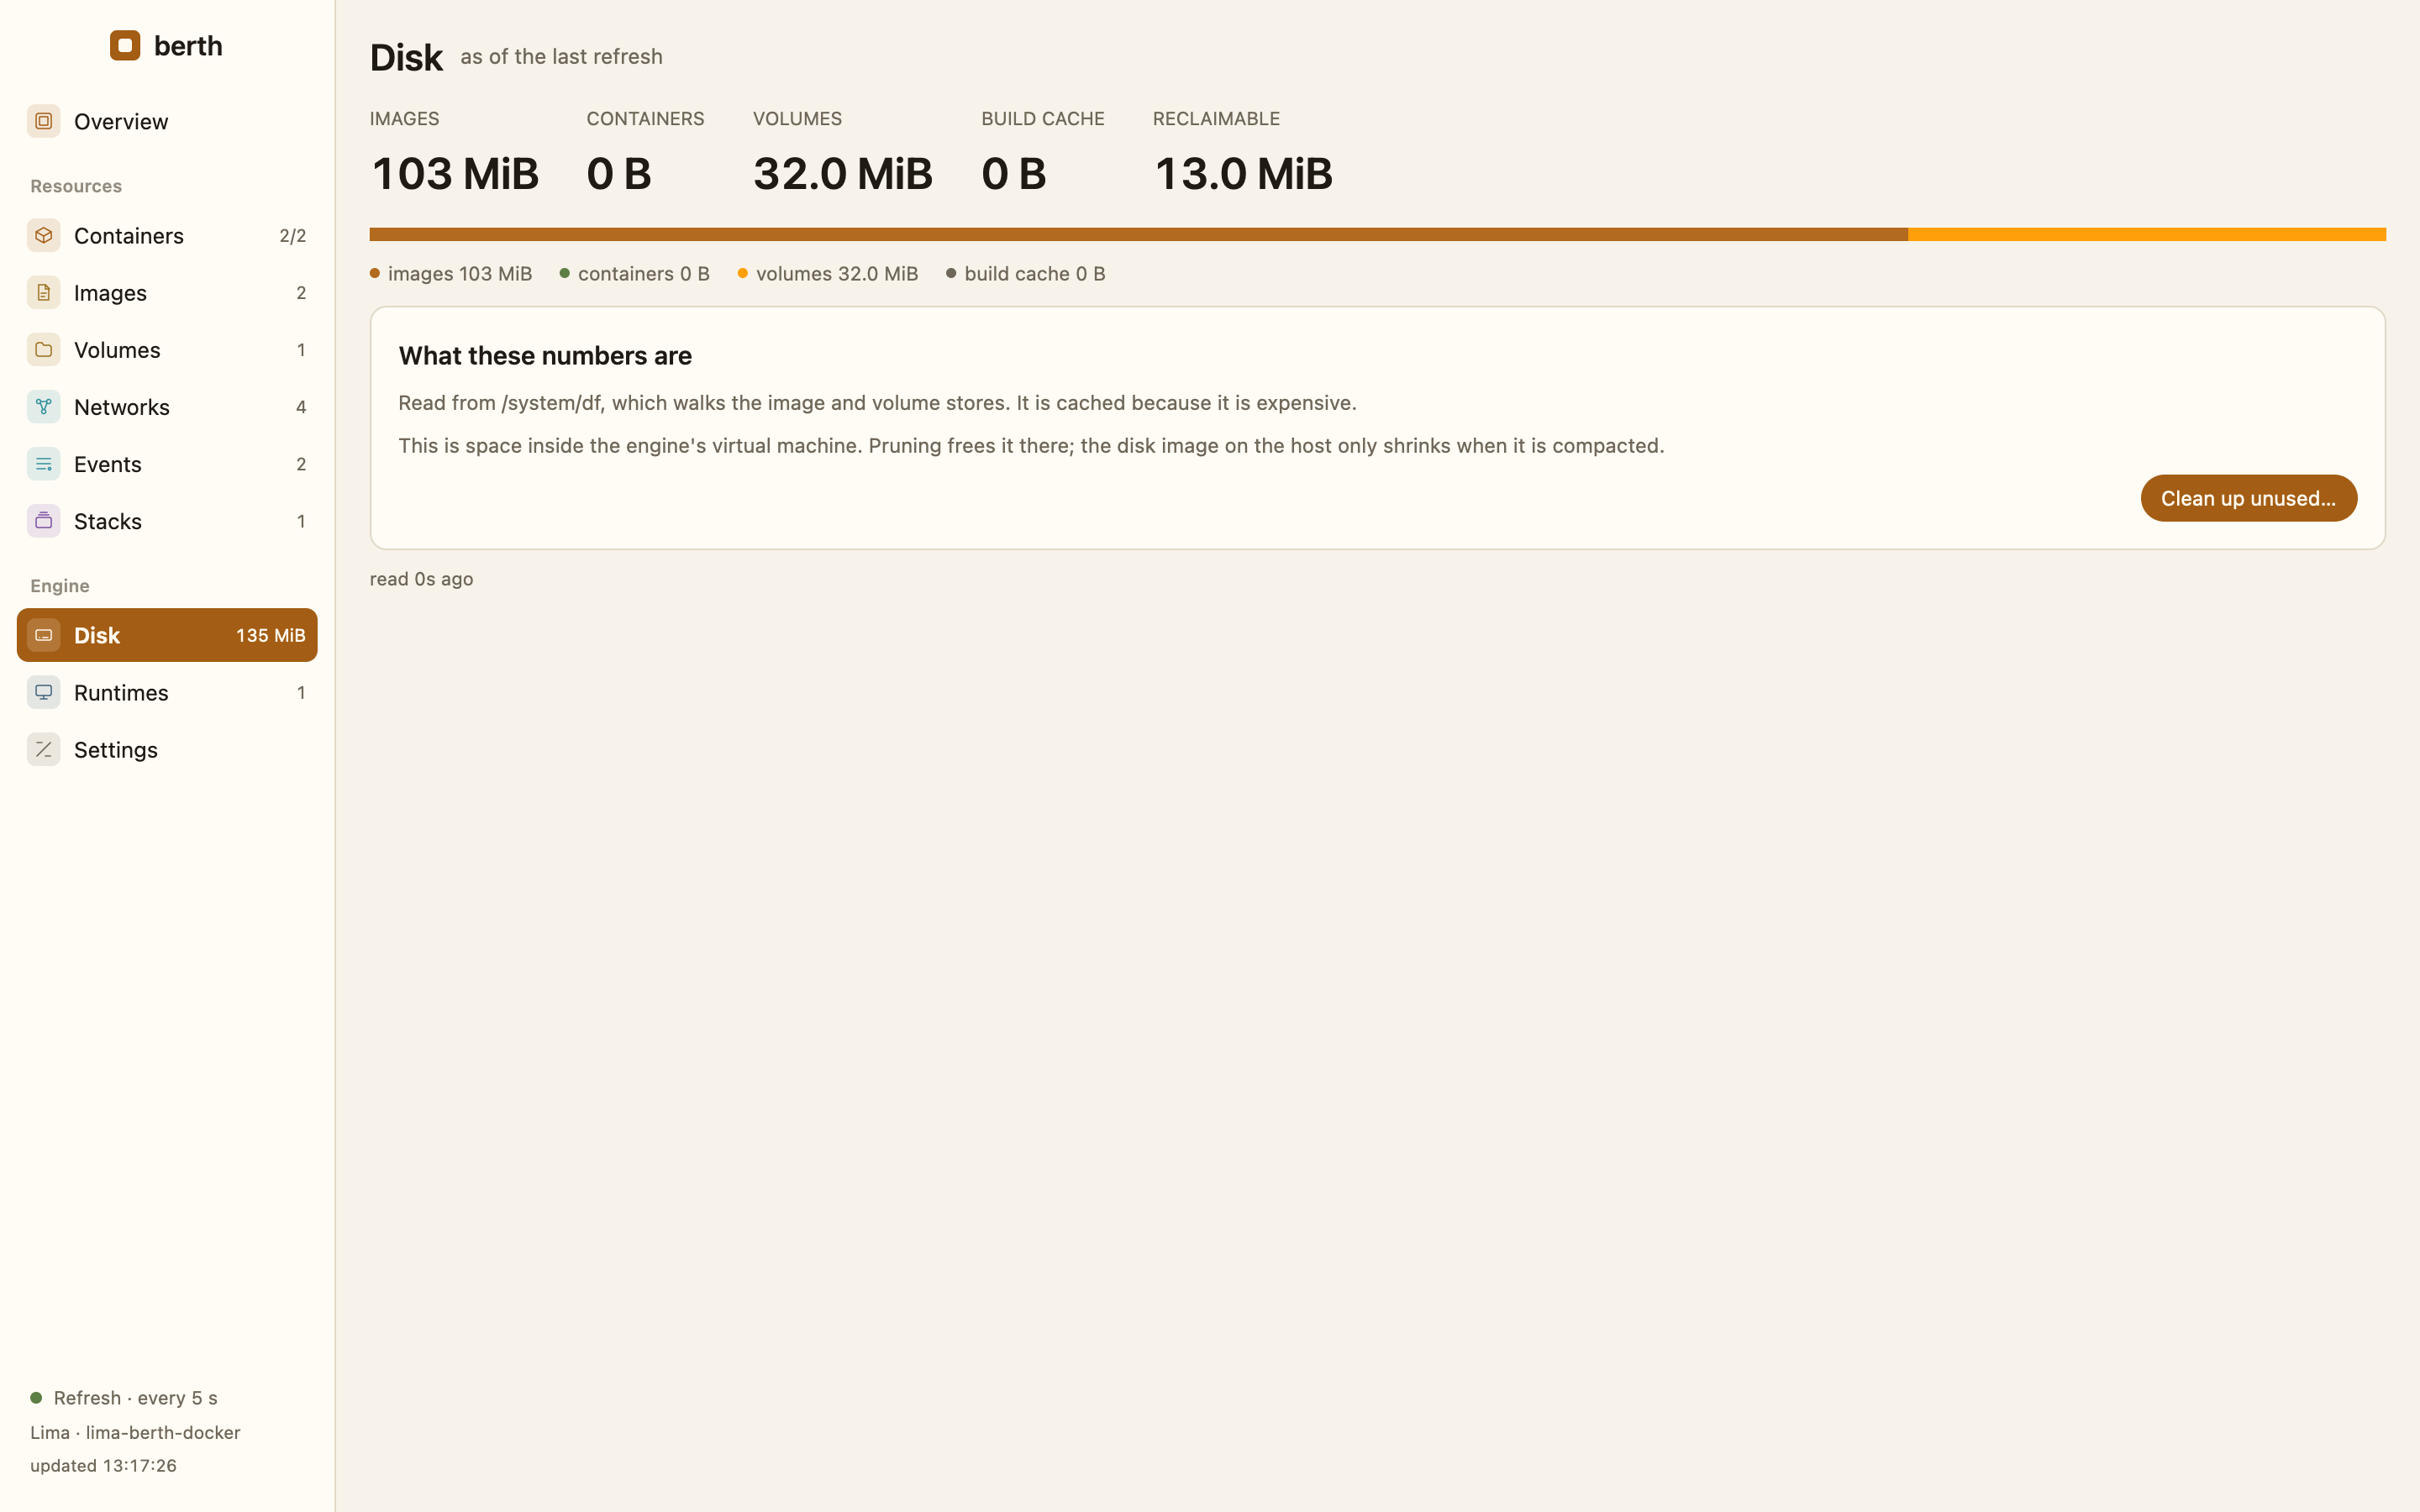 berth
Overview
Resources
Containers 2/2
Images 2
Volumes 1
Networks 4
Events 2
Stacks 1
Engine
Disk 135 MiB
Runtimes 1
Settings
Refresh · every 5 s
Lima · lima-berth-docker
updated 13:17:26
Disk as of the last refresh
IMAGES CONTAINERS VOLUMES BUILD CACHE RECLAIMABLE
103 MiB 0 B 32.0 MiB 0 B 13.0 MiB
images 103 MiB containers 0 B volumes 32.0 MiB build cache 0 B
What these numbers are
Read from /system/df, which walks the image and volume stores. It is cached because it is expensive.
This is space inside the engine's virtual machine. Pruning frees it there; the disk image on the host only shrinks when it is compacted.
Clean up unused...
read 0s ago